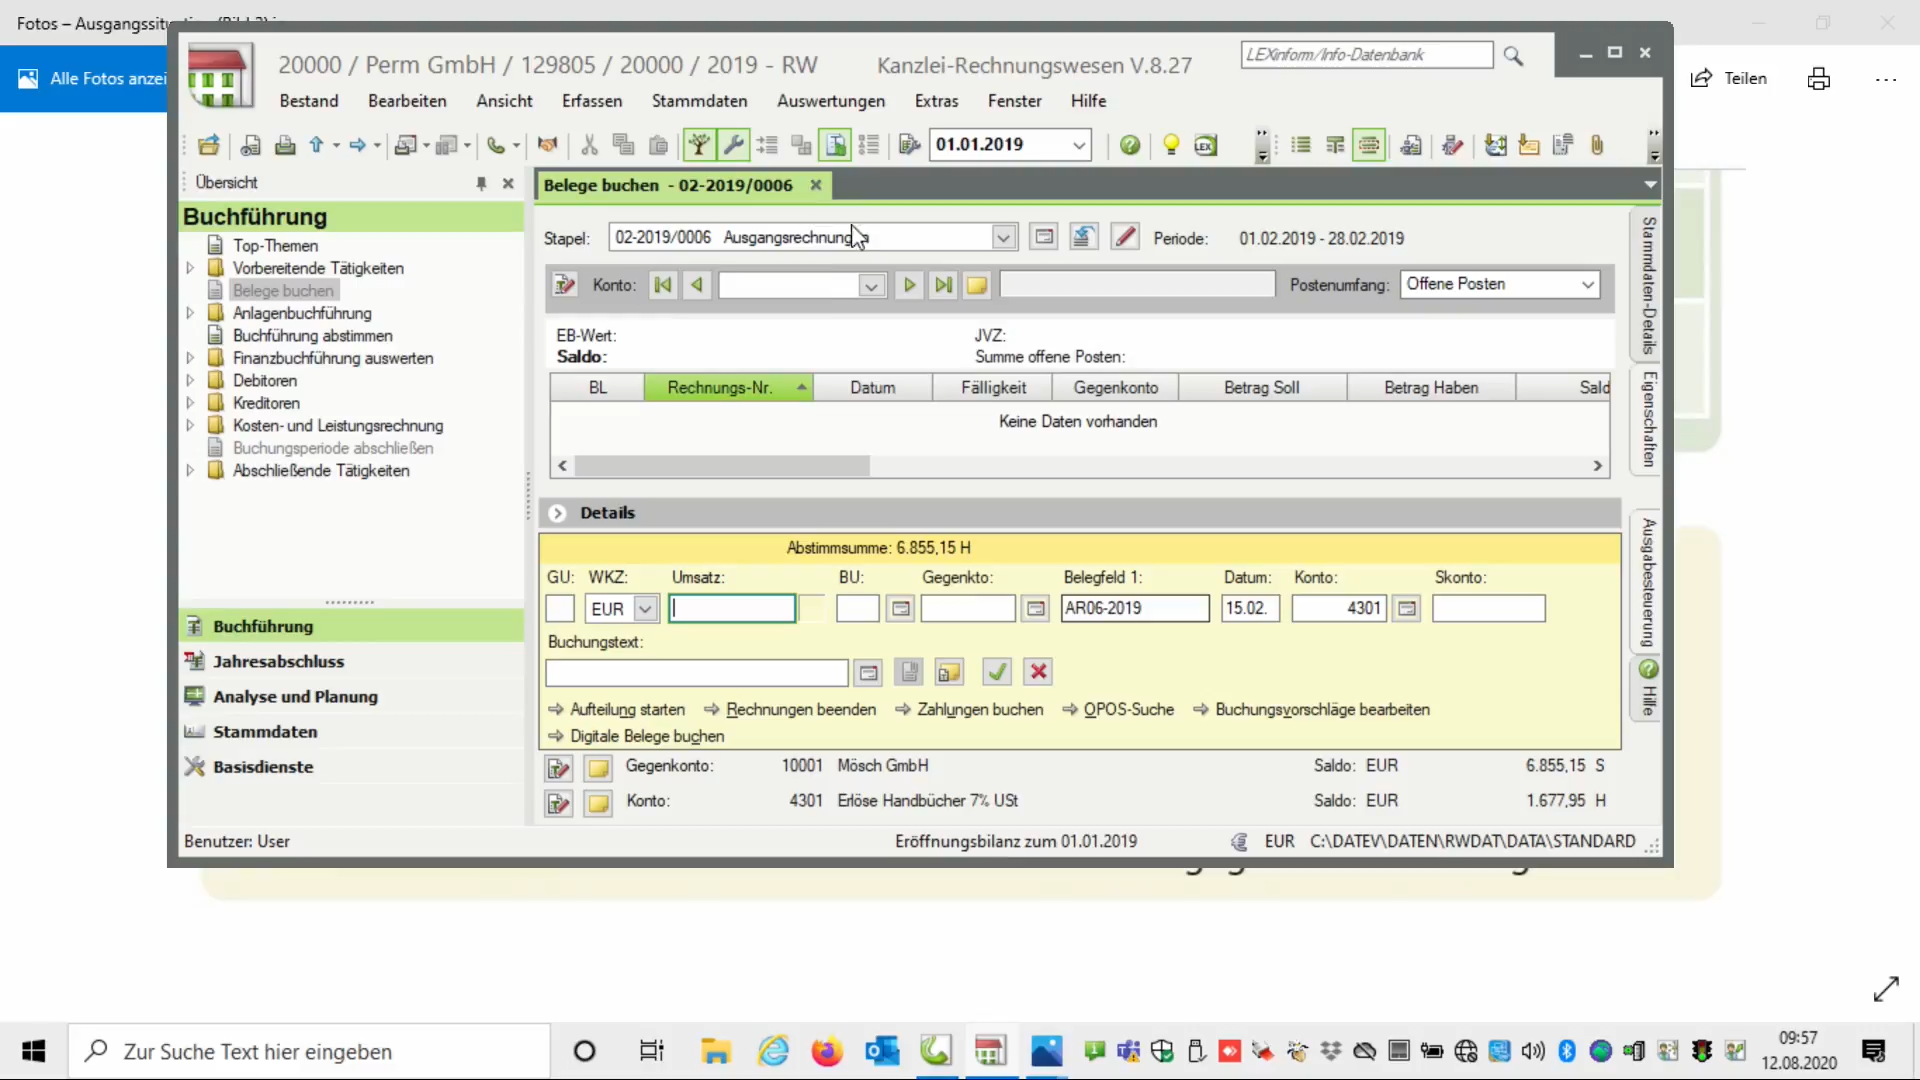 Fotos – Ausgangssituation (Bild 2)
Alle Fotos anzei
Teilen
20000 / Perm GmbH / 129805 / 20000 / 2019 - RW
Kanzlei-Rechnungswesen V.8.27
LEXinform/Info-Datenbank
Bestand Bearbeiten Ansicht Erfassen Stammdaten Auswertungen Extras Fenster Hilfe
01.01.2019
LEX
Übersicht
Belege buchen - 02-2019/0006
Buchführung
Top-Themen
Vorbereitende Tätigkeiten
Belege buchen
Anlagenbuchführung
Buchführung abstimmen
Finanzbuchführung auswerten
Debitoren
Kreditoren
Kosten- und Leistungsrechnung
Buchungsperiode abschließen
Abschließende Tätigkeiten
Buchführung
Jahresabschluss
Analyse und Planung
Stammdaten
Basisdienste
Stapel: 02-2019/0006 Ausgangsrechnung
Periode: 01.02.2019 - 28.02.2019
Konto:
Postenumfang: Offene Posten
EB-Wert: JVZ:
Saldo: Summe offene Posten:
BL Rechnungs-Nr. Datum Fälligkeit Gegenkonto Betrag Soll Betrag Haben Sald
Keine Daten vorhanden
Details
Abstimmsumme: 6.855,15 H
GU: WKZ: Umsatz: BU: Gegenkto: Belegfeld 1: Datum: Konto: Skonto:
EUR AR06-2019 15.02. 4301
Buchungstext:
Aufteilung starten Rechnungen beenden Zahlungen buchen OPOS-Suche Buchungsvorschläge bearbeiten
Digitale Belege buchen
Gegenkonto: 10001 Mösch GmbH Saldo: EUR 6.855,15 S
Konto: 4301 Erlöse Handbücher 7% USt Saldo: EUR 1.677,95 H
Stammdaten-Details
Eigenschaften
Ausgabesteuerung
Hilfe
Benutzer: User
Eröffnungsbilanz zum 01.01.2019
EUR C:\DATEV\DATEN\RWDAT\DATA\STANDARD
Zur Suche Text hier eingeben
09:57
12.08.2020